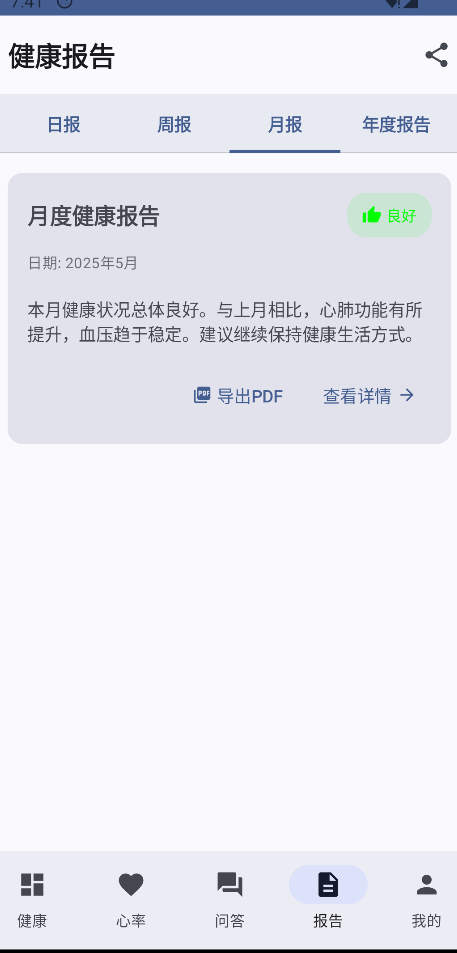 7:41
健康报告
日报 周报 月报 年度报告
月度健康报告
良好
日期: 2025年5月
本月健康状况总体良好。与上月相比，心肺功能有所
提升，血压趋于稳定。建议继续保持健康生活方式。
PDF 导出PDF 查看详情
健康 心率 问答 报告 我的